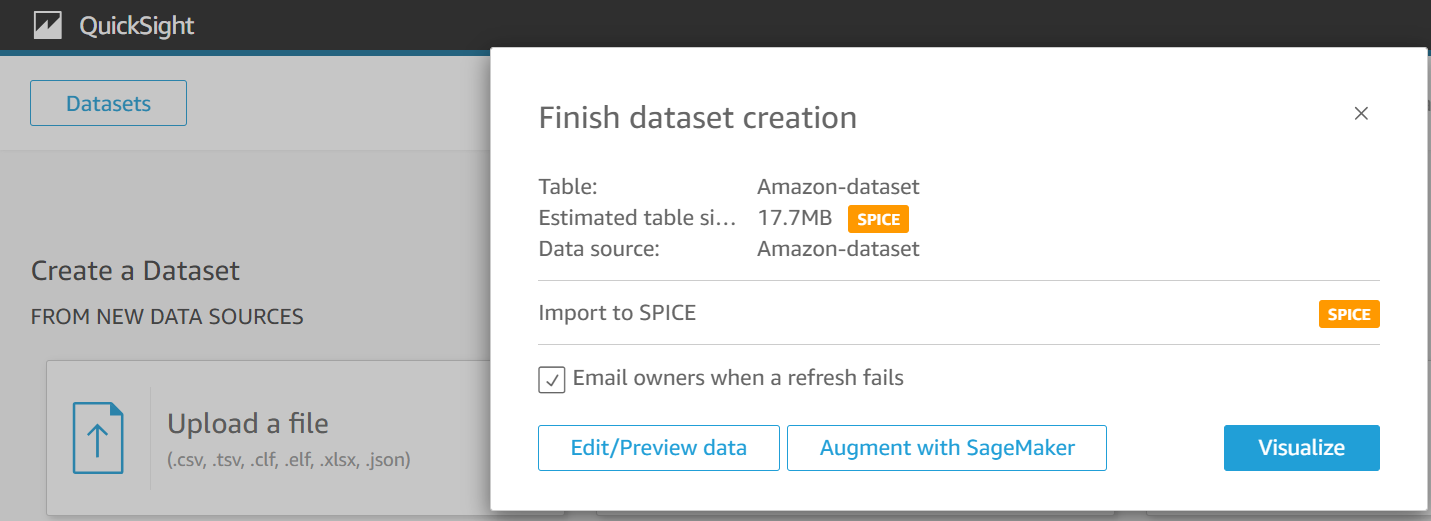 QuickSight
Datasets
Finish dataset creation
Table: Amazon-dataset
Estimated table si... 17.7MB SPICE
Data source: Amazon-dataset
Import to SPICE SPICE
Email owners when a refresh fails
Edit/Preview data Augment with SageMaker Visualize
Create a Dataset
FROM NEW DATA SOURCES
Upload a file
(.csv, .tsv, .clf, .elf, .xlsx, .json)